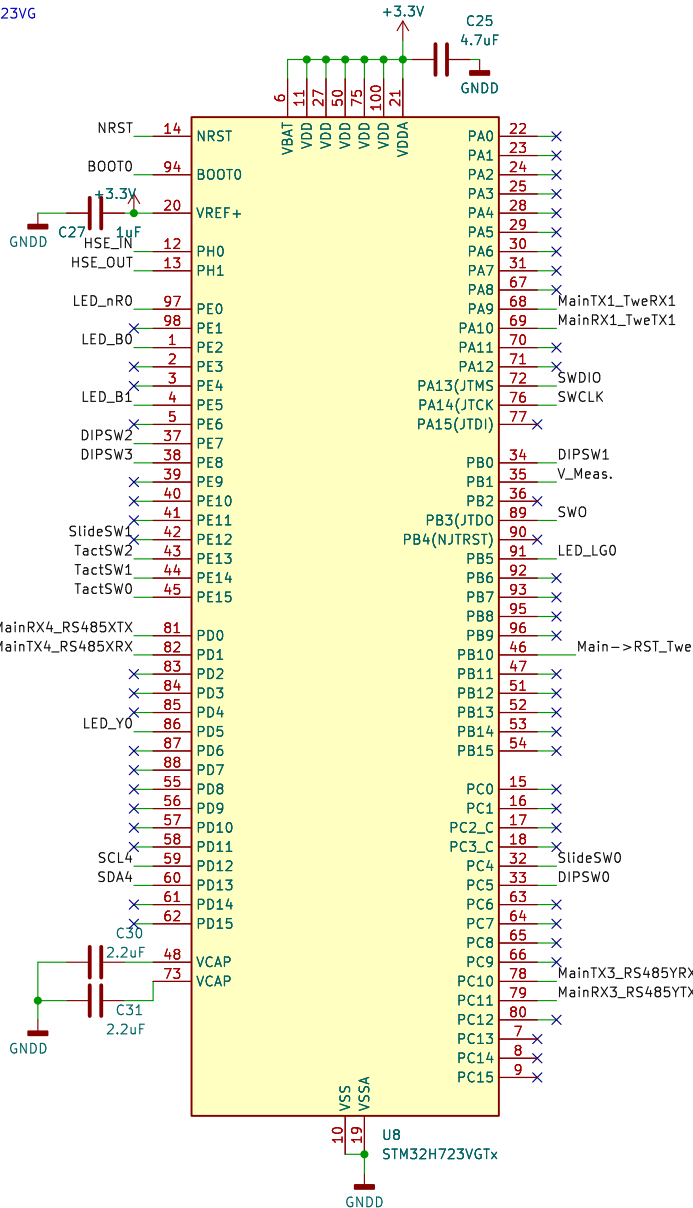 23VG
+3.3V
C25
4.7uF
GNDD
6
11
27
50
75
100
21
VBAT
VDD
VDD
VDD
VDD
VDD
VDDA
NRST 14 NRST
BOOT0 94 BOOT0
+3.3V
20 VREF+
GNDD
C27 1uF
HSE_IN 12 PH0
HSE_OUT 13 PH1
LED_nR0 97 PE0
98 PE1
LED_B0 1 PE2
2 PE3
3 PE4
LED_B1 4 PE5
5 PE6
DIPSW2 37 PE7
DIPSW3 38 PE8
39 PE9
40 PE10
41 PE11
SlideSW1 42 PE12
TactSW2 43 PE13
TactSW1 44 PE14
TactSW0 45 PE15
MainRX4_RS485XTX 81 PD0
MainTX4_RS485XRX 82 PD1
83 PD2
84 PD3
85 PD4
LED_Y0 86 PD5
87 PD6
88 PD7
55 PD8
56 PD9
57 PD10
58 PD11
SCL4 59 PD12
SDA4 60 PD13
61 PD14
62 PD15
C30
2.2uF
48 VCAP
73 VCAP
C31
2.2uF
GNDD
PA0 22
PA1 23
PA2 24
PA3 25
PA4 28
PA5 29
PA6 30
PA7 31
PA8 67
PA9 68 MainTX1_TweRX1
PA10 69 MainRX1_TweTX1
PA11 70
PA12 71
PA13(JTMS 72 SWDIO
PA14(JTCK 76 SWCLK
PA15(JTDI) 77
PB0 34 DIPSW1
PB1 35 V_Meas.
PB2 36
PB3(JTDO 89 SWO
PB4(NJTRST) 90
PB5 91 LED_LG0
PB6 92
PB7 93
PB8 95
PB9 96
PB10 46 Main->RST_Twe
PB11 47
PB12 51
PB13 52
PB14 53
PB15 54
PC0 15
PC1 16
PC2_C 17
PC3_C 18
PC4 32 SlideSW0
PC5 33 DIPSW0
PC6 63
PC7 64
PC8 65
PC9 66
PC10 78 MainTX3_RS485YRX
PC11 79 MainRX3_RS485YTX
PC12 80
PC13 7
PC14 8
PC15 9
VSS
VSSA
10
19
U8
STM32H723VGTx
GNDD